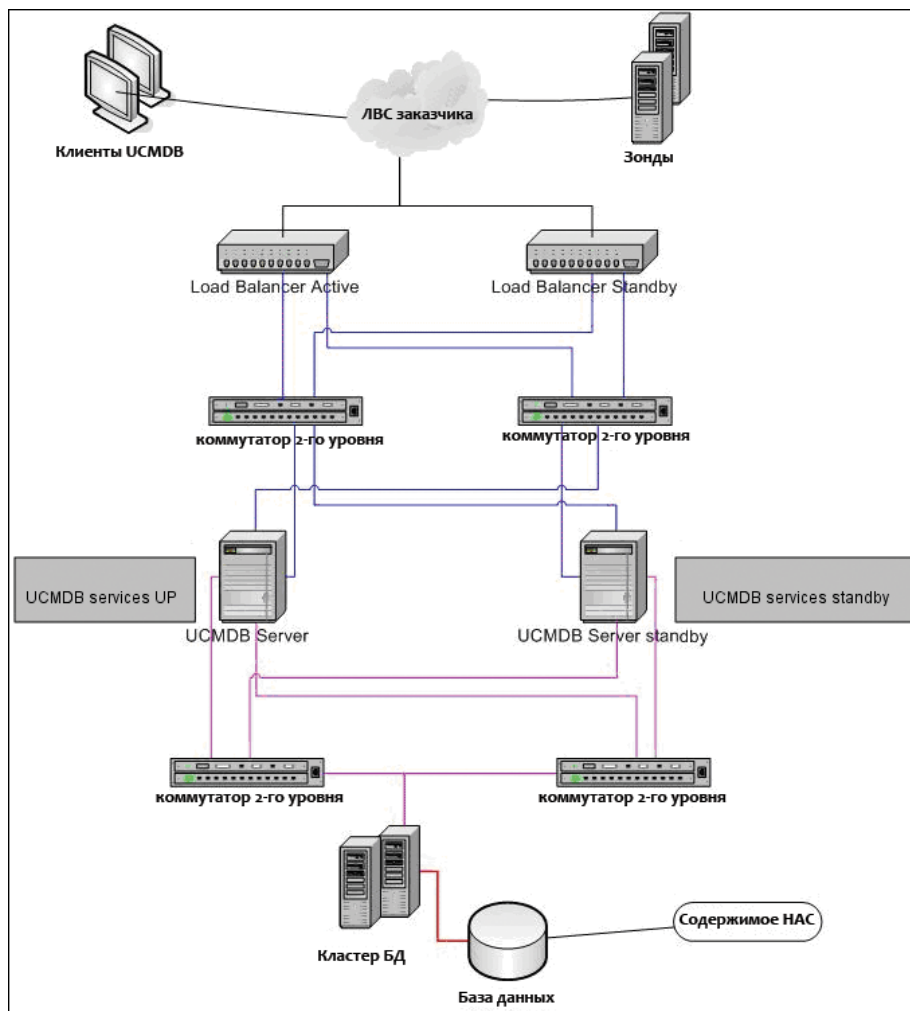 ЛВС заказчика
Клиенты UCMDB
Зонды
Load Balancer Active
Load Balancer Standby
коммутатор 2-го уровня
коммутатор 2-го уровня
UCMDB services UP
UCMDB services standby
UCMDB Server
UCMDB Server standby
коммутатор 2-го уровня
коммутатор 2-го уровня
Содержимое НАС
Кластер БД
База данных